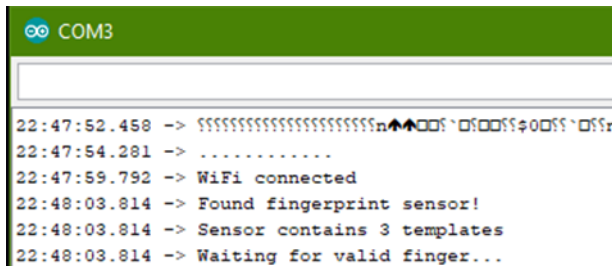 COM3
22:47:52.458 ->
22:47:54.281 -> ............
22:47:59.792 -> WiFi connected
22:48:03.814 -> Found fingerprint sensor!
22:48:03.814 -> Sensor contains 3 templates
22:48:03.814 -> Waiting for valid finger...